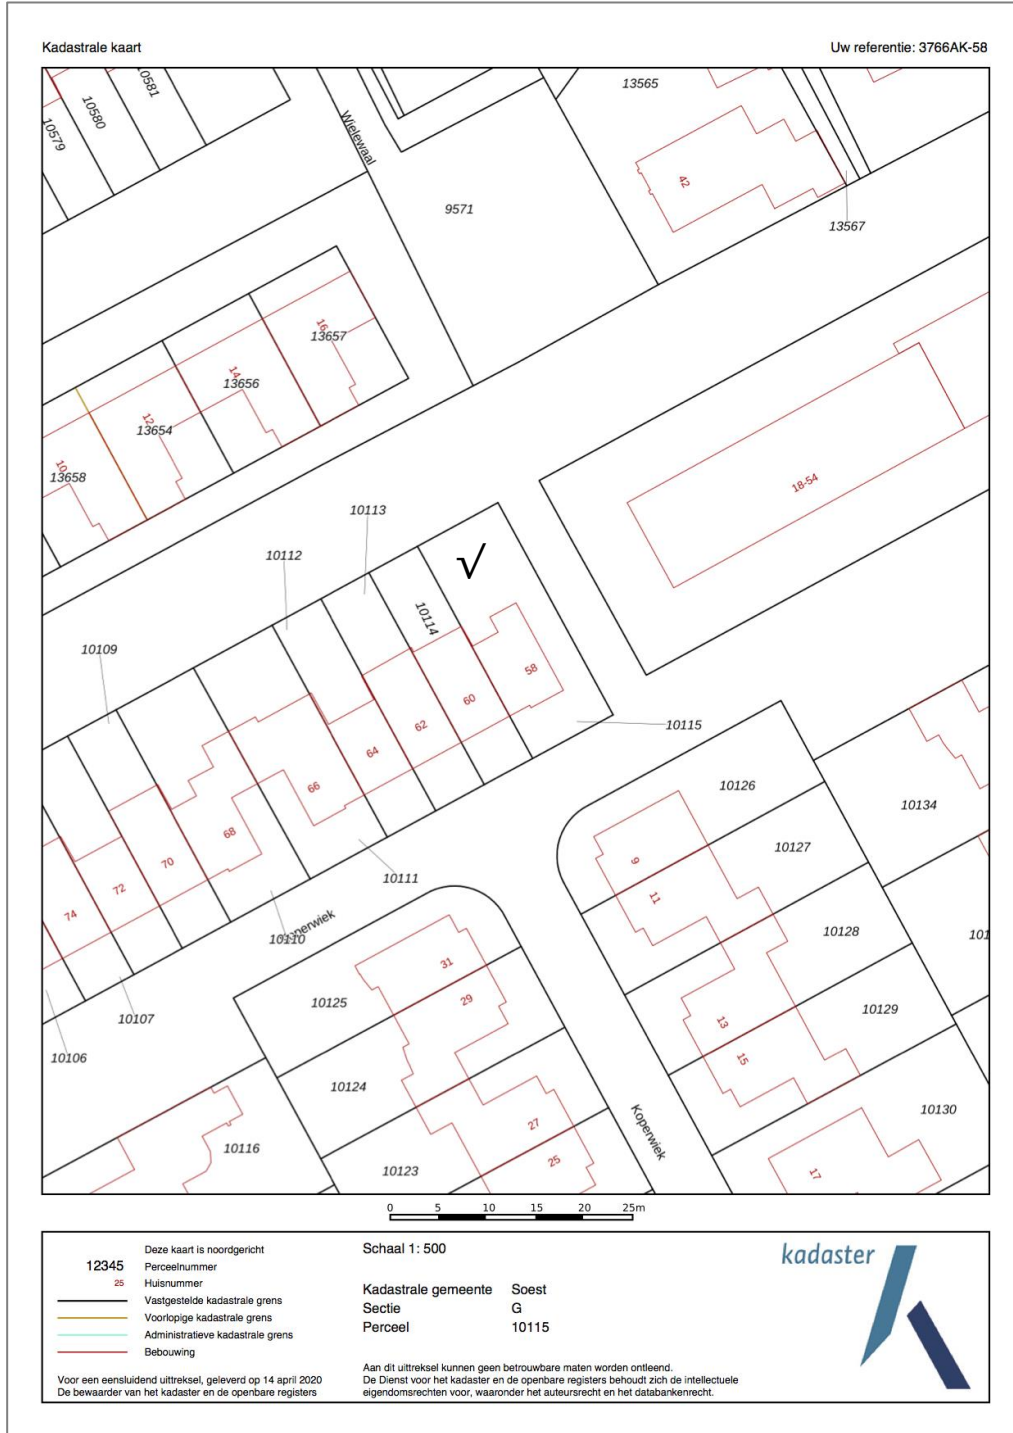 Kadastrale kaart
Uw referentie: 3766AK-58
10579
10580
10581
Wielewaal
9571
13565
42
13567
16
13657
14
13656
12
13654
10
13658
18-54
10113
10112
√
10114
10109
58
60
62
64
66
68
70
72
74
10115
10126
10134
10127
9
11
10111
Koperwiek
10110
10128
101
31
29
10125
10107
10129
13
15
10106
10124
10130
27
25
10116
10123
Koperwiek
17
0 5 10 15 20 25m
Deze kaart is noordgericht
12345 Perceelnummer
25 Huisnummer
Vastgestelde kadastrale grens
Voorlopige kadastrale grens
Administratieve kadastrale grens
Bebouwing
Voor een eensluidend uittreksel, geleverd op 14 april 2020
De bewaarder van het kadaster en de openbare registers
Schaal 1: 500
Kadastrale gemeente Soest
Sectie G
Perceel 10115
Aan dit uittreksel kunnen geen betrouwbare maten worden ontleend.
De Dienst voor het kadaster en de openbare registers behoudt zich de intellectuele
eigendomsrechten voor, waaronder het auteursrecht en het databankenrecht.
kadaster